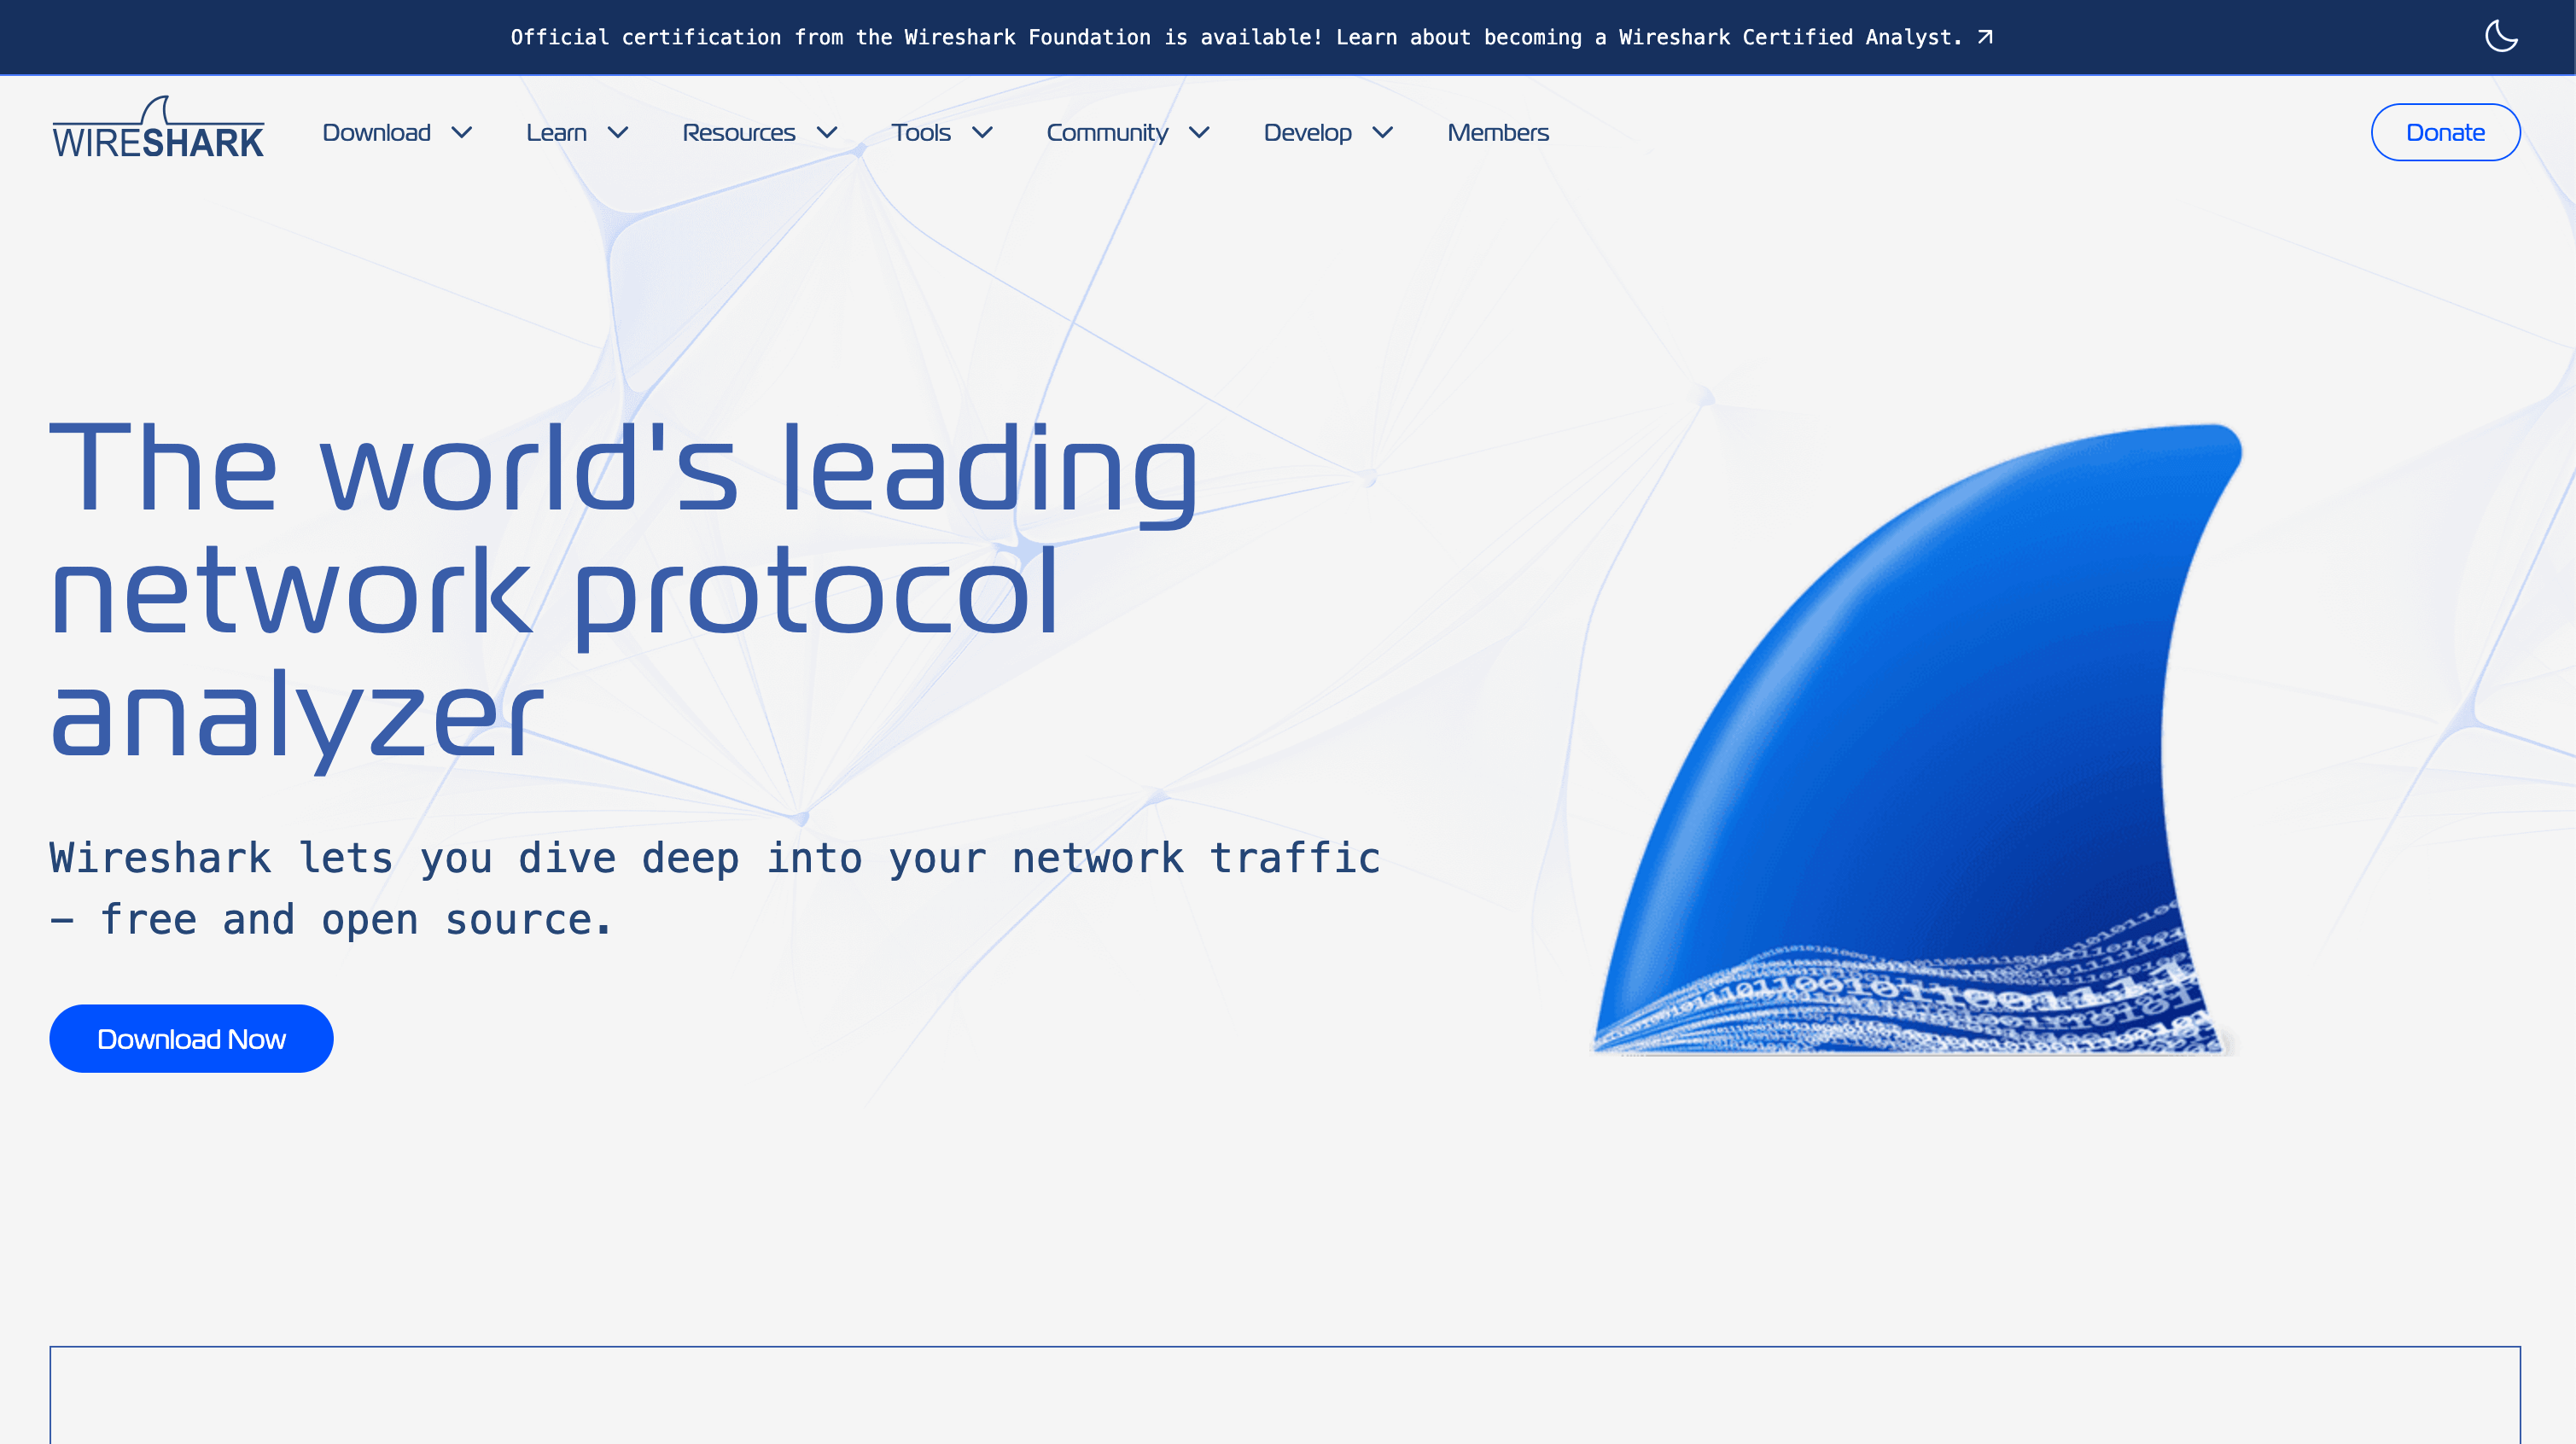 Official certification from the Wireshark Foundation is available! Learn about becoming a Wireshark Certified Analyst.
WIRESHARK
Download
Learn
Resources
Tools
Community
Develop
Members
Donate
The world's leading
network protocol
analyzer
Wireshark lets you dive deep into your network traffic
— free and open source.
Download Now